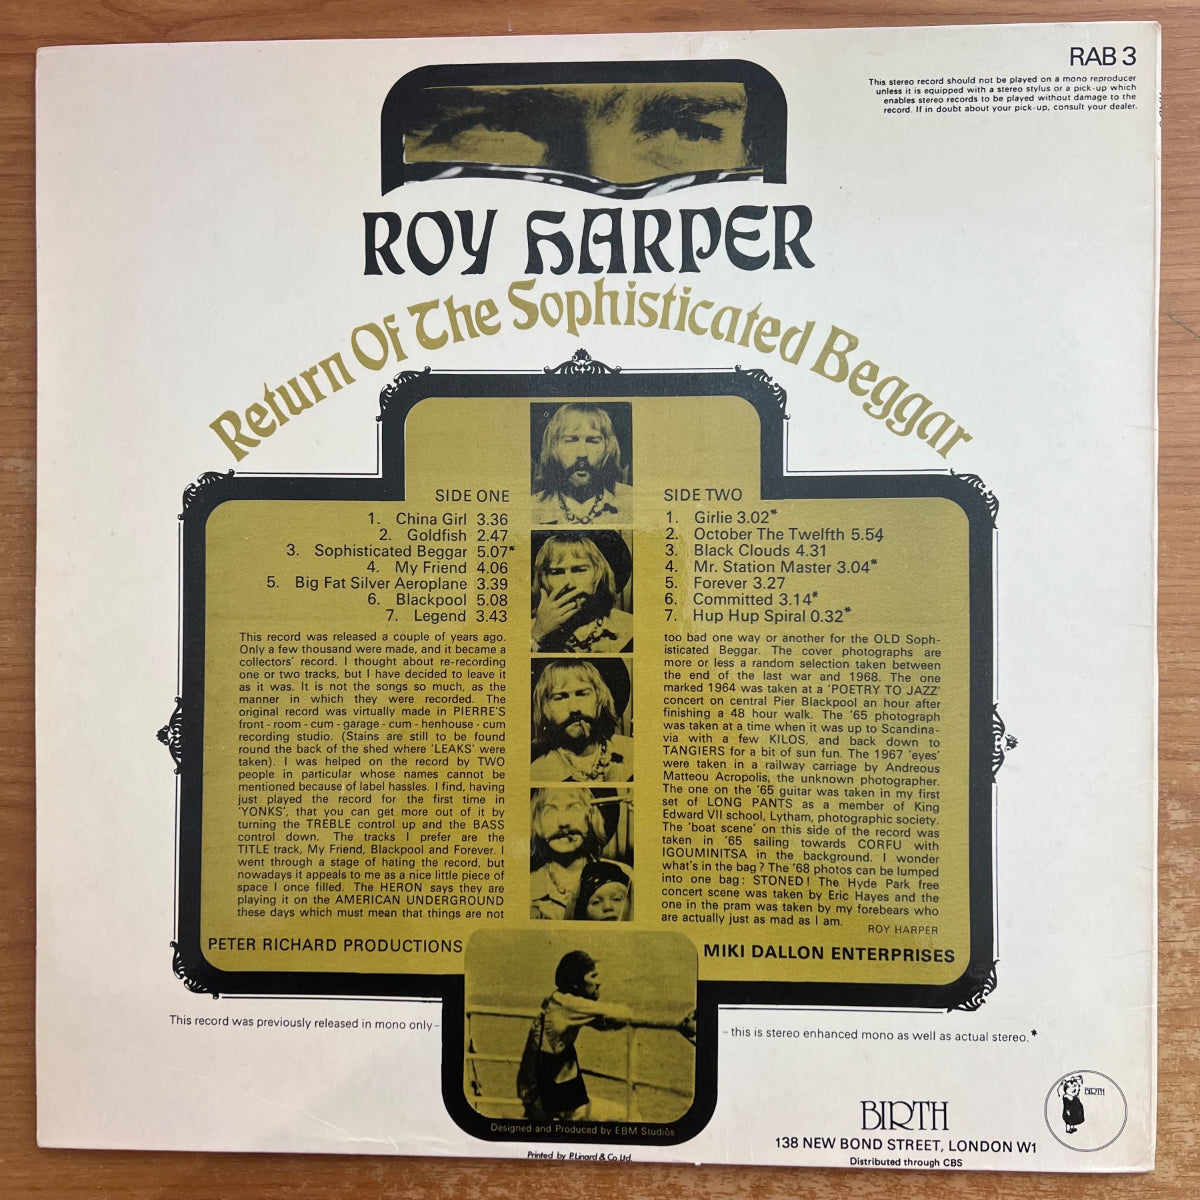 RAB 3
This stereo record should not be played on a mono reproducer
unless it is equipped with a stereo stylus or a pick-up which
enables stereo records to be played without damage to the
record. If in doubt about your pick-up, consult your dealer.
ROY HARPER
Return Of The Sophisticated Beggar
SIDE ONE
1. China Girl 3.36
2. Goldfish 2.47
3. Sophisticated Beggar 5.07*
4. My Friend 4.06
5. Big Fat Silver Aeroplane 3.39
6. Blackpool 5.08
7. Legend 3.43
This record was released a couple of years ago.
Only a few thousand were made, and it became a
collectors' record. I thought about re-recording
one or two tracks, but I have decided to leave it
as it was. It is not the songs so much, as the
manner in which they were recorded. The
original record was virtually made in PIERRE'S
front - room - cum - garage - cum - henhouse - cum
recording studio. (Stains are still to be found
round the back of the shed where 'LEAKS' were
taken). I was helped on the record by TWO
people in particular whose names cannot be
mentioned because of label hassles. I find, having
just played the record for the first time in
'YONKS', that you can get more out of it by
turning the TREBLE control up and the BASS
control down. The tracks I prefer are the
TITLE track, My Friend, Blackpool and Forever. I
went through a stage of hating the record, but
nowadays it appeals to me as a nice little piece of
space I once filled. The HERON says they are
playing it on the AMERICAN UNDERGROUND
these days which must mean that things are not
SIDE TWO
1. Girlie 3.02*
2. October The Twelfth 5.54
3. Black Clouds 4.31
4. Mr. Station Master 3.04*
5. Forever 3.27
6. Committed 3.14*
7. Hup Hup Spiral 0.32*
too bad one way or another for the OLD Soph-
isticated Beggar. The cover photographs are
more or less a random selection taken between
the end of the last war and 1968. The one
marked 1964 was taken at a 'POETRY TO JAZZ'
concert on central Pier Blackpool an hour after
finishing a 48 hour walk. The '65 photograph
was taken at a time when it was up to Scandina-
via with a few KILOS, and back down to
TANGIERS for a bit of sun fun. The 1967 'eyes'
were taken in a railway carriage by Andreous
Matteou Acropolis, the unknown photographer.
The one on the '65 guitar was taken in my first
set of LONG PANTS as a member of King
Edward VII school, Lytham, photographic society.
The 'boat scene' on this side of the record was
taken in '65 sailing towards CORFU with
IGOUMINITSA in the background. I wonder
what's in the bag? The '68 photos can be lumped
into one bag: STONED! The Hyde Park free
concert scene was taken by Eric Hayes and the
one in the pram was taken by my forebears who
are actually just as mad as I am.
ROY HARPER
PETER RICHARD PRODUCTIONS
MIKI DALLON ENTERPRISES
This record was previously released in mono only-
-this is stereo enhanced mono as well as actual stereo.*
Designed and Produced by EBM Studios
Printed by P. Linard & Co. Ltd.
BIRTH
BIRTH
138 NEW BOND STREET, LONDON W1
Distributed through CBS